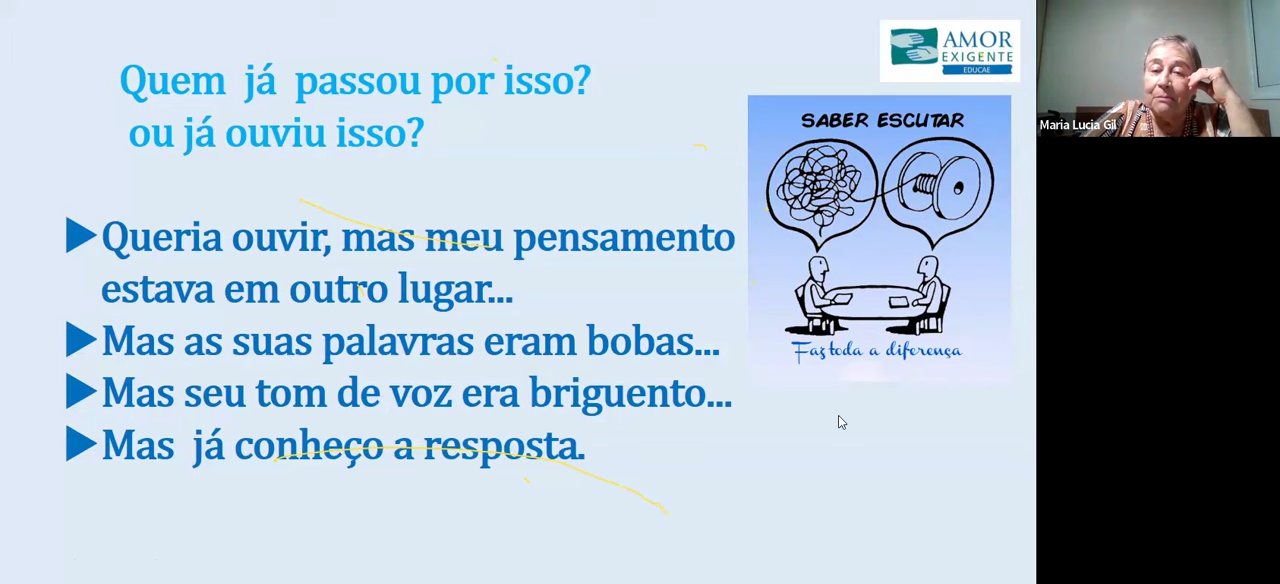 Quem já passou por isso?
ou já ouviu isso?
▶Queria ouvir, mas meu pensamento
estava em outro lugar...
▶Mas as suas palavras eram bobas...
▶Mas seu tom de voz era briguento...
▶Mas já conheço a resposta.
AMOR
EXIGENTE
EDUCAE
SABER ESCUTAR
Faz toda a diferença
Maria Lucia Gil